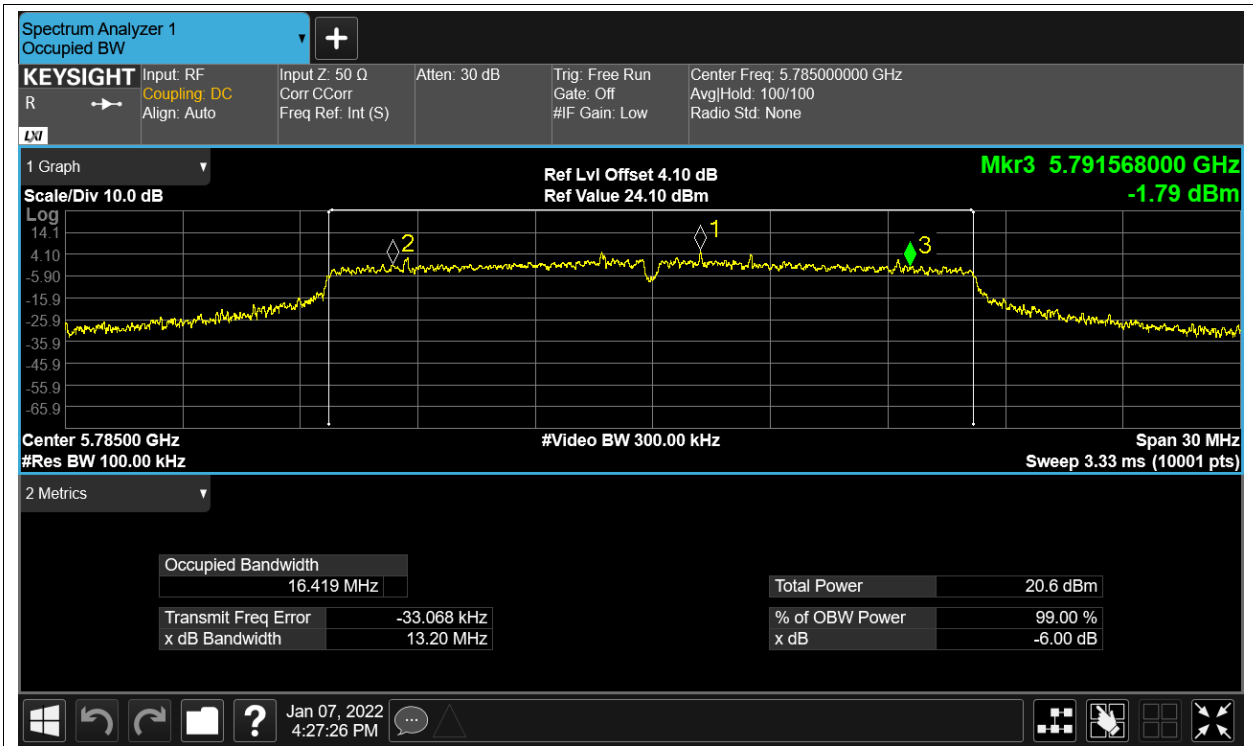 Spectrum Analyzer 1
Occupied BW
KEYSIGHT
R
LXI
Input: RF
Coupling: DC
Align: Auto
Input Z: 50 Ω
Corr CCorr
Freq Ref: Int (S)
Atten: 30 dB
Trig: Free Run
Gate: Off
#IF Gain: Low
Center Freq: 5.785000000 GHz
Avg|Hold: 100/100
Radio Std: None
1 Graph
Scale/Div 10.0 dB
Ref Lvl Offset 4.10 dB
Ref Value 24.10 dBm
Mkr3 5.791568000 GHz
-1.79 dBm
Log
14.1
4.10
-5.90
-15.9
-25.9
-35.9
-45.9
-55.9
-65.9
2
1
3
Center 5.78500 GHz
#Res BW 100.00 kHz
#Video BW 300.00 kHz
Span 30 MHz
Sweep 3.33 ms (10001 pts)
2 Metrics
Occupied Bandwidth
16.419 MHz
Transmit Freq Error -33.068 kHz
x dB Bandwidth 13.20 MHz
Total Power 20.6 dBm
% of OBW Power 99.00 %
x dB -6.00 dB
?
Jan 07, 2022
4:27:26 PM